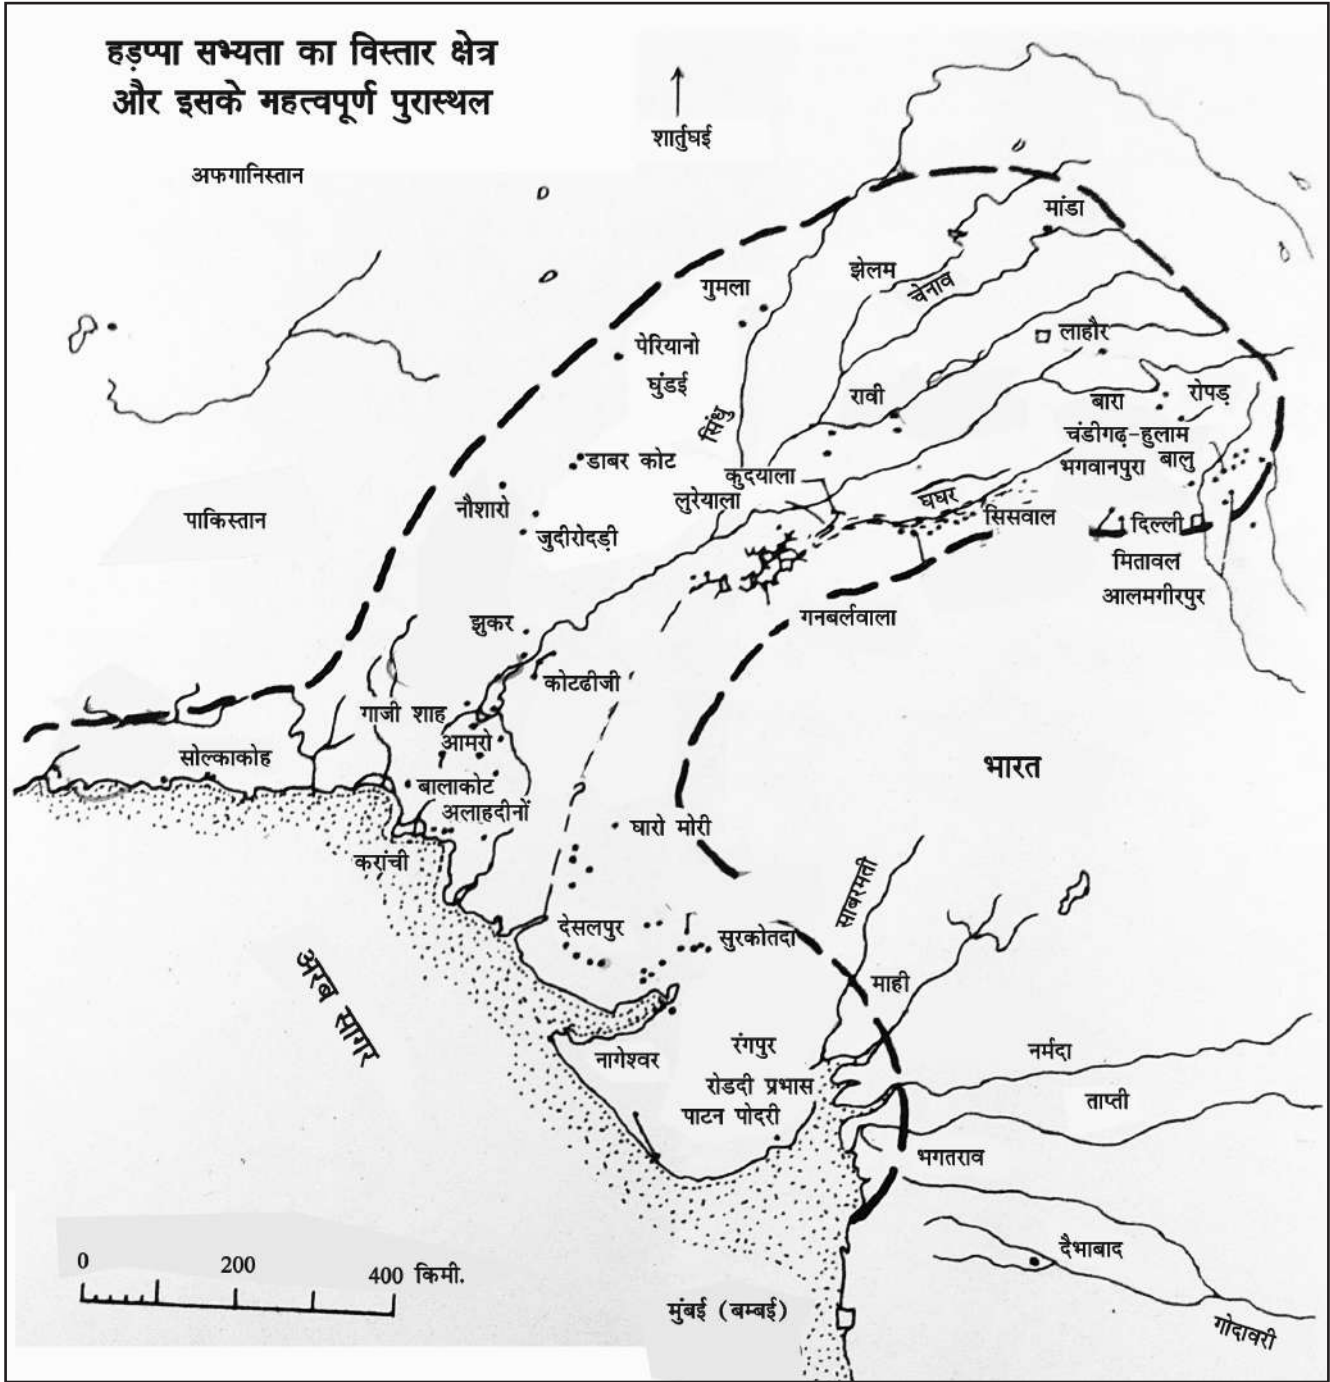 हड़प्पा सभ्यता का विस्तार क्षेत्र
और इसके महत्वपूर्ण पुरास्थल
शार्तुघई
अफगानिस्तान
मांडा
झेलम
चेनाव
गुमला
लाहौर
पेरियानो
घुंडई
रावी
बारा
रोपड़
सिंधु
चंडीगढ़-हुलाम
भगवानपुरा
बालु
डाबर कोट
कुदयाला
लुरेयाला
घघर
नौशारो
सिसवाल
पाकिस्तान
जुदीरोदड़ी
दिल्ली
मितावल
आलमगीरपुर
झुकर
गनबर्लवाला
कोटढीजी
गाजी शाह
आमरो
सोल्काकोह
भारत
बालाकोट
अलाहदीनों
घारो मोरी
करांची
साबरमती
देसलपुर
सुरकोतदा
अरब सागर
माही
नागेश्वर
रंगपुर
नर्मदा
रोडदी प्रभास
पाटन पोदरी
ताप्ती
भगतराव
दैभाबाद
0 200 400 किमी.
मुंबई (बम्बई)
गोदावरी